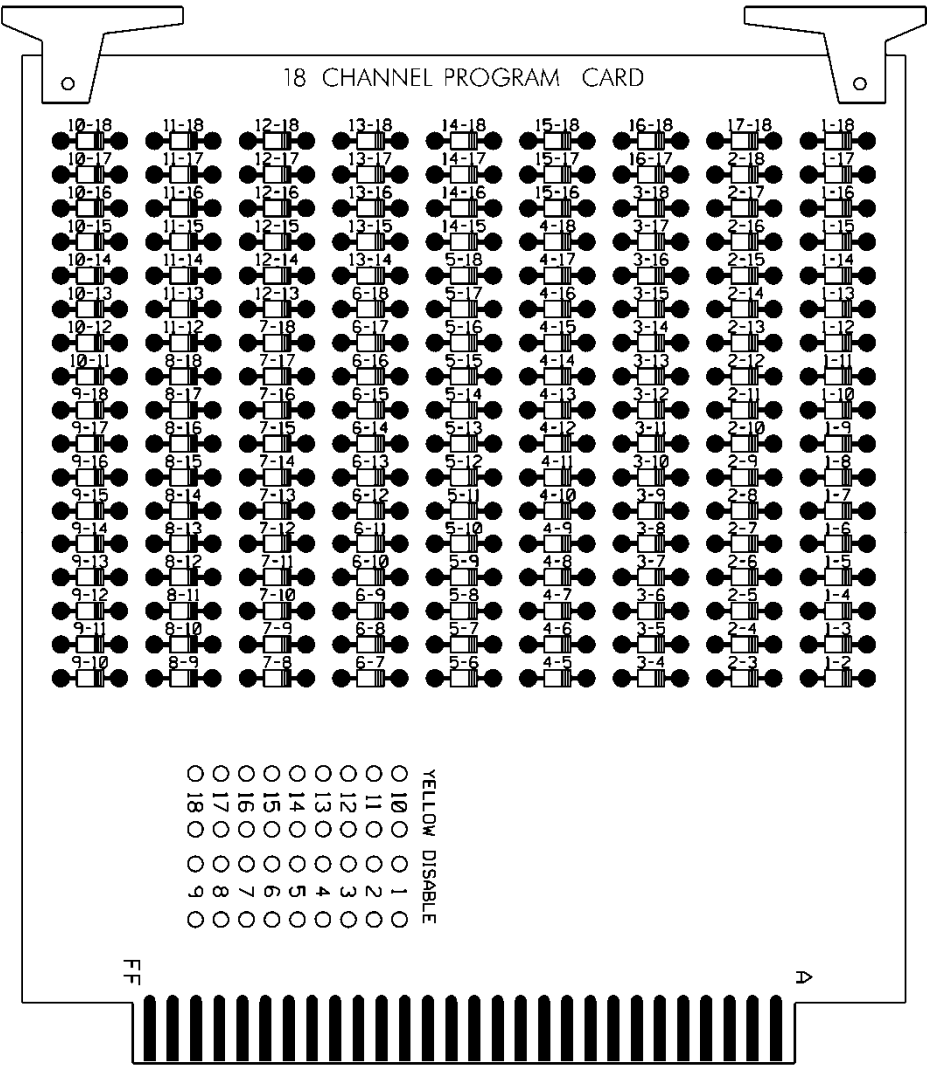 18 CHANNEL PROGRAM CARD
10-18 11-18 12-18 13-18 14-18 15-18 16-18 17-18 1-18
10-17 11-17 12-17 13-17 14-17 15-17 16-17 2-18 1-17
10-16 11-16 12-16 13-16 14-16 15-16 3-18 2-17 1-16
10-15 11-15 12-15 13-15 14-15 4-18 3-17 2-16 1-15
10-14 11-14 12-14 13-14 5-18 4-17 3-16 2-15 1-14
10-13 11-13 12-13 6-18 5-17 4-16 3-15 2-14 1-13
10-12 11-12 7-18 6-17 5-16 4-15 3-14 2-13 1-12
10-11 8-18 7-17 6-16 5-15 4-14 3-13 2-12 1-11
9-18 8-17 7-16 6-15 5-14 4-13 3-12 2-11 1-10
9-17 8-16 7-15 6-14 5-13 4-12 3-11 2-10 1-9
9-16 8-15 7-14 6-13 5-12 4-11 3-10 2-9 1-8
9-15 8-14 7-13 6-12 5-11 4-10 3-9 2-8 1-7
9-14 8-13 7-12 6-11 5-10 4-9 3-8 2-7 1-6
9-13 8-12 7-11 6-10 5-9 4-8 3-7 2-6 1-5
9-12 8-11 7-10 6-9 5-8 4-7 3-6 2-5 1-4
9-11 8-10 7-9 6-8 5-7 4-6 3-5 2-4 1-3
9-10 8-9 7-8 6-7 5-6 4-5 3-4 2-3 1-2
YELLOW DISABLE
10 1
11 2
12 3
13 4
14 5
15 6
16 7
17 8
18 9
FF A